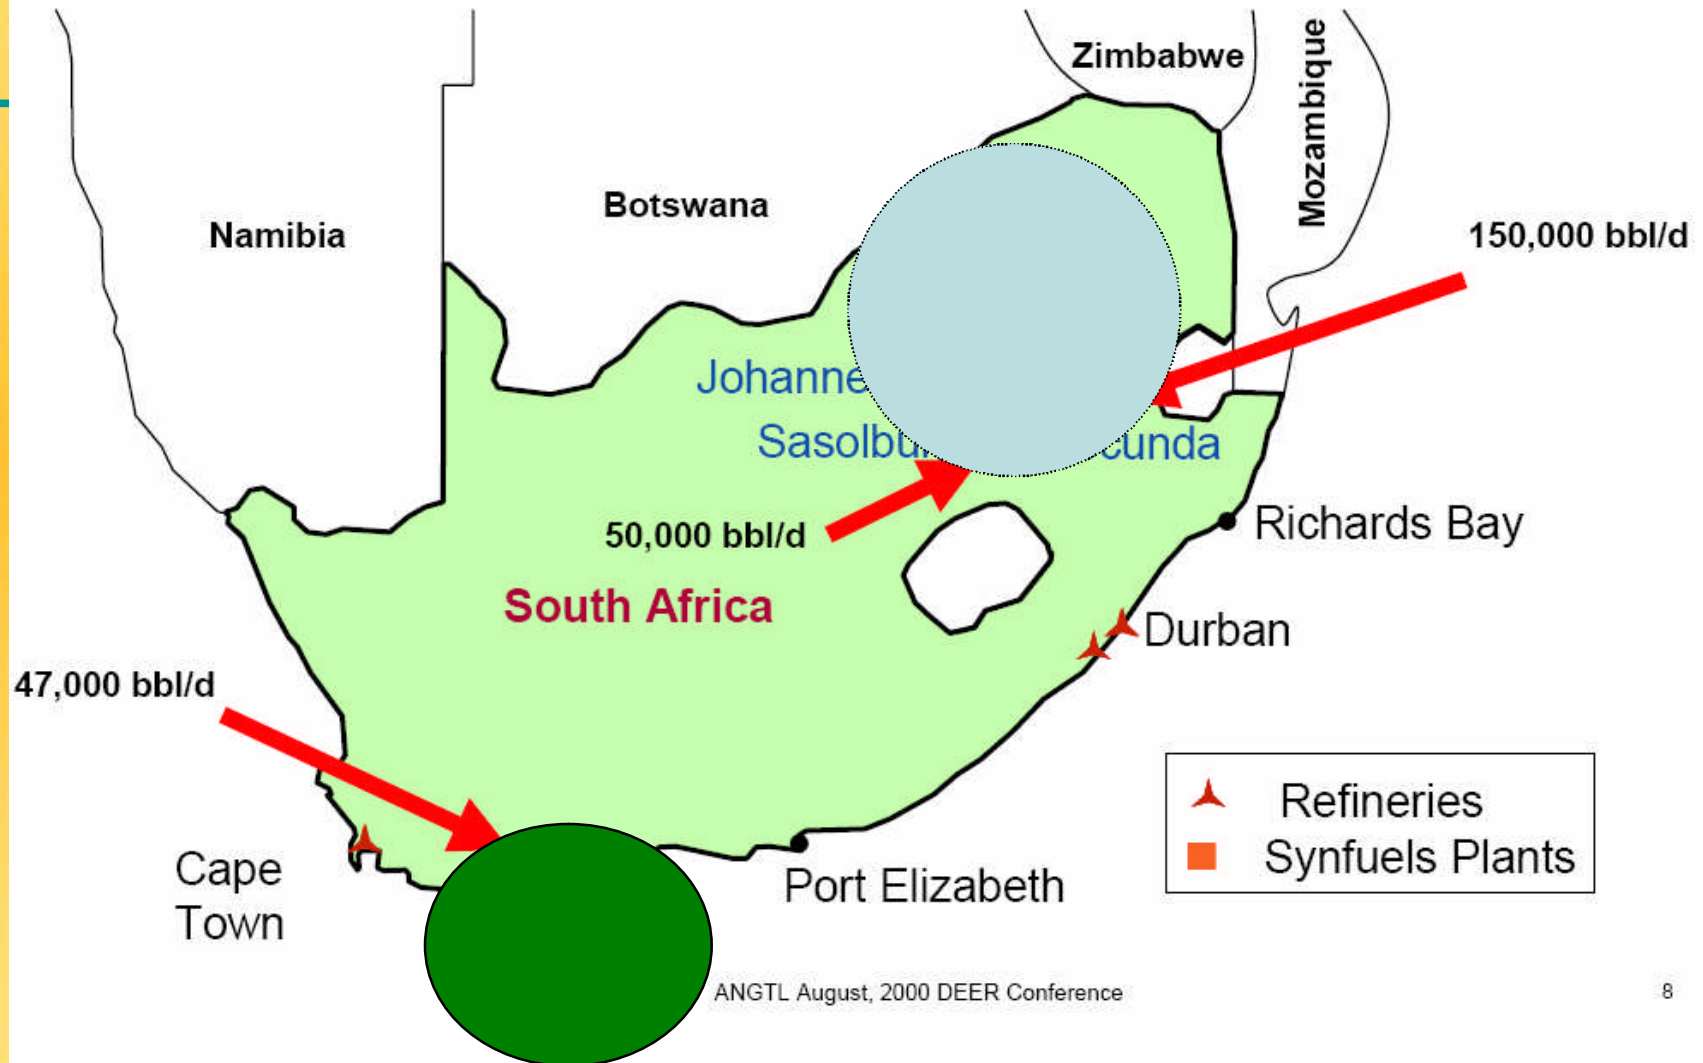 Zimbabwe
Mozambique
Botswana
Namibia
150,000 bbl/d
Johanne
Sasolbu
cunda
50,000 bbl/d
Richards Bay
South Africa
Durban
47,000 bbl/d
Refineries
Synfuels Plants
Cape
Town
Port Elizabeth
ANGTL August, 2000 DEER Conference
8